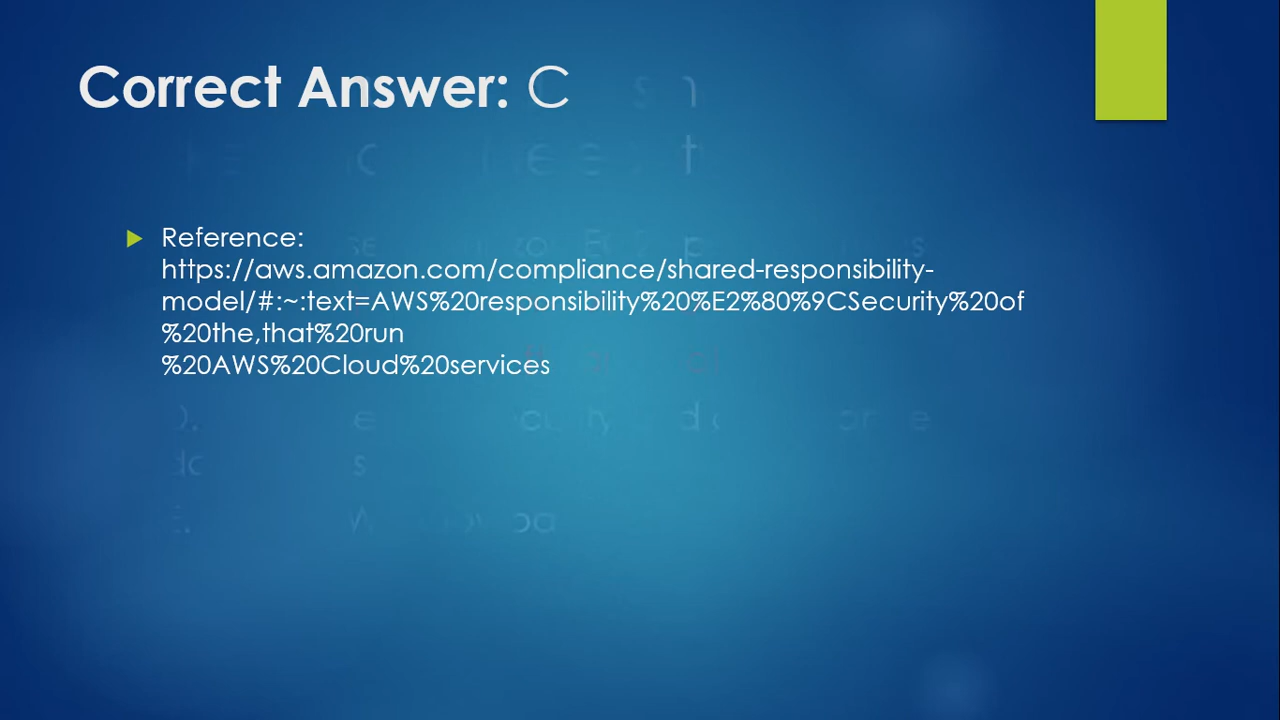 Correct Answer: C
Reference:
https://aws.amazon.com/compliance/shared-responsibility-
model/#:~:text=AWS%20responsibility%20%E2%80%9CSecurity%20of
%20the,that%20run
%20AWS%20Cloud%20services